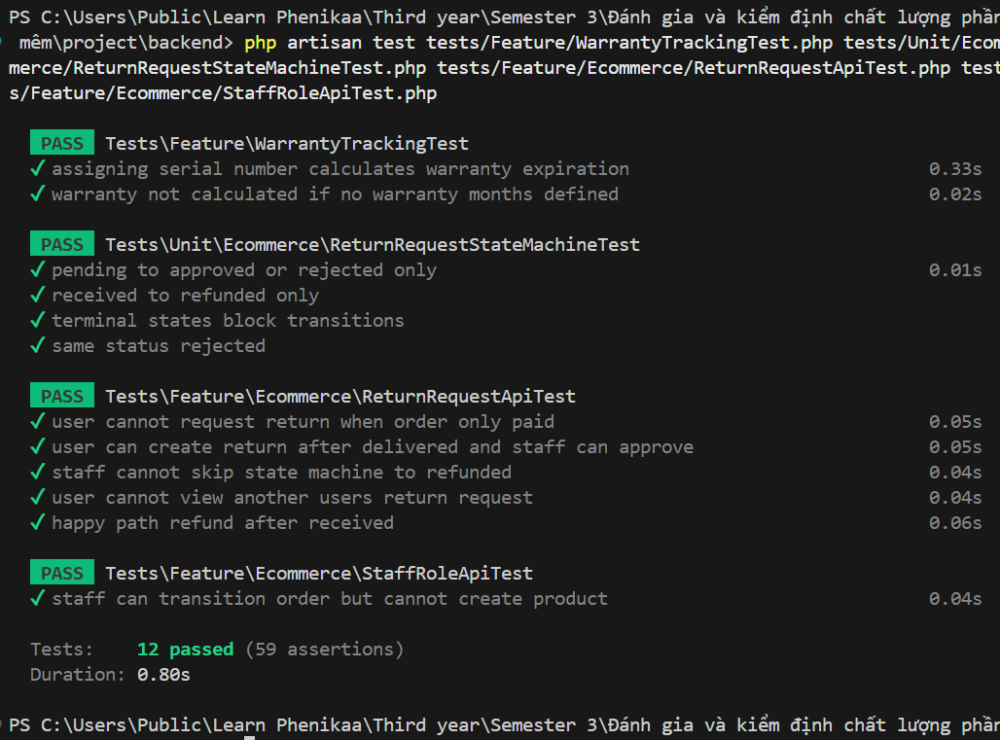 PS C:\Users\Public\Learn Phenikaa\Third year\Semester 3\Đánh gia và kiểm định chất lượng phần
mêm\project\backend> php artisan test tests/Feature/WarrantyTrackingTest.php tests/Unit/Ecom
merce/ReturnRequestStateMachineTest.php tests/Feature/Ecommerce/ReturnRequestApiTest.php test
s/Feature/Ecommerce/StaffRoleApiTest.php
PASS Tests\Feature\WarrantyTrackingTest
✓ assigning serial number calculates warranty expiration 0.33s
✓ warranty not calculated if no warranty months defined 0.02s
PASS Tests\Unit\Ecommerce\ReturnRequestStateMachineTest
✓ pending to approved or rejected only 0.01s
✓ received to refunded only
✓ terminal states block transitions
✓ same status rejected
PASS Tests\Feature\Ecommerce\ReturnRequestApiTest
✓ user cannot request return when order only paid 0.05s
✓ user can create return after delivered and staff can approve 0.05s
✓ staff cannot skip state machine to refunded 0.04s
✓ user cannot view another users return request 0.04s
✓ happy path refund after received 0.06s
PASS Tests\Feature\Ecommerce\StaffRoleApiTest
✓ staff can transition order but cannot create product 0.04s
Tests: 12 passed (59 assertions)
Duration: 0.80s
PS C:\Users\Public\Learn Phenikaa\Third year\Semester 3\Đánh gia và kiểm định chất lượng phần